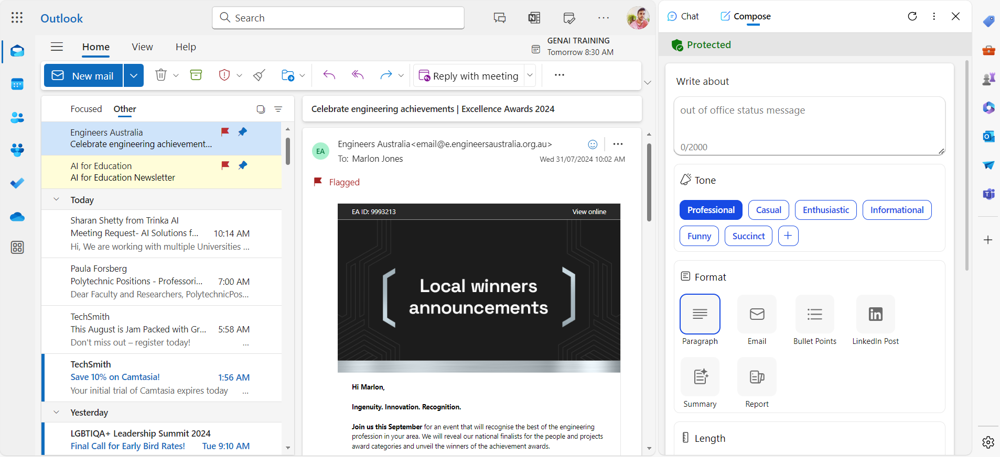 Outlook
Search
Home
View
Help
GENAI TRAINING
Tomorrow 8:30 AM
New mail
Reply with meeting
Focused
Other
Engineers Australia
Celebrate engineering achievement...
AI for Education
AI for Education Newsletter
Today
Sharan Shetty from Trinka AI
Meeting Request- AI Solutions f... 10:14 AM
Hi, We are working with multiple Universities ...
Paula Forsberg
Polytechnic Positions - Professori... 7:00 AM
Dear Faculty and Researchers, PolytechnicPos...
TechSmith
This August is Jam Packed with Gr... 5:58 AM
Don't miss out – register today! ...
TechSmith
Save 10% on Camtasia! 1:56 AM
Your initial trial of Camtasia expires today ...
Yesterday
LGBTIQA+ Leadership Summit 2024
Final Call for Early Bird Rates! Tue 9:10 AM
Celebrate engineering achievements | Excellence Awards 2024
EA
Engineers Australia<email@e.engineersaustralia.org.au>
To: Marlon Jones
Wed 31/07/2024 10:02 AM
Flagged
EA ID: 9993213
View online
Local winners
announcements
Hi Marlon,
Ingenuity. Innovation. Recognition.
Join us this September for an event that will recognise the best of the engineering
profession in your area. We will reveal our national finalists for the people and projects
award categories and unveil the winners of the achievement awards.
Chat
Compose
Protected
Write about
out of office status message
0/2000
Tone
Professional
Casual
Enthusiastic
Informational
Funny
Succinct
Format
Paragraph
Email
Bullet Points
LinkedIn Post
Summary
Report
Length